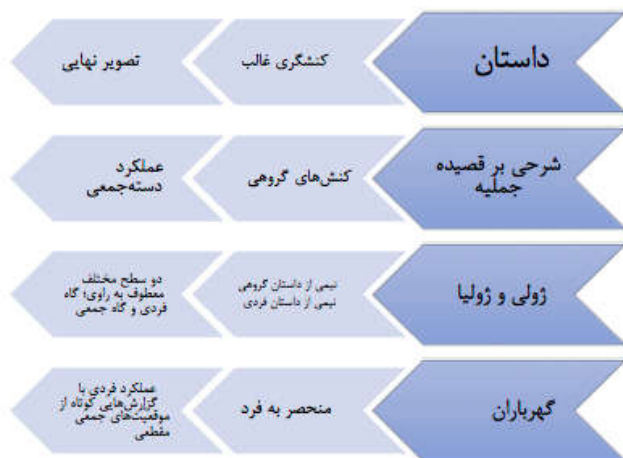 داستان
کنشگری غالب
تصویر نهایی
شرحی بر قصیده
جملیه
کنش‌های گروهی
عملکرد
دسته‌جمعی
ژولی و ژولیا
نیمی از داستان گروهی
نیمی از داستان فردی
دو سطح مختلف
معطوف به راوی؛ گاه
فردی و گاه جمعی
گهرباران
منحصر به فرد
عملکرد فردی با
گزارش‌هایی کوتاه از
موقعیت‌های جمعی
مقطعی